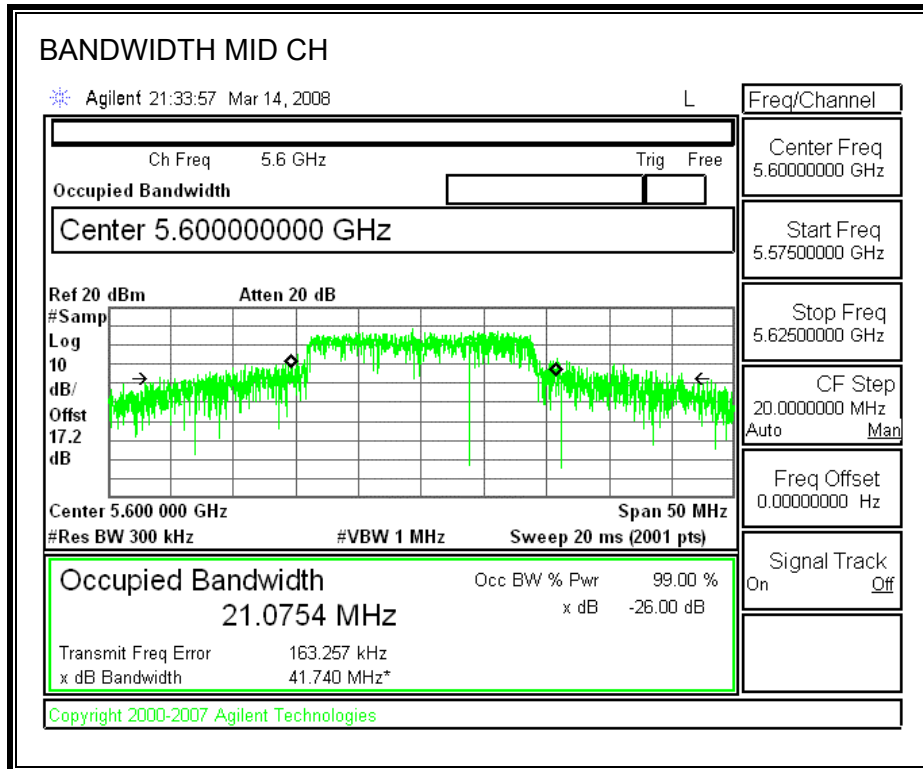 BANDWIDTH MID CH
Agilent 21:33:57 Mar 14, 2008 L
Freq/Channel
Ch Freq 5.6 GHz Trig Free
Occupied Bandwidth
Center 5.600000000 GHz
Center Freq
5.60000000 GHz
Start Freq
5.57500000 GHz
Stop Freq
5.62500000 GHz
CF Step
20.0000000 MHz
Auto Man
Freq Offset
0.00000000 Hz
Signal Track
On Off
Ref 20 dBm Atten 20 dB
#Samp
Log
10
dB/
Offst
17.2
dB
Center 5.600 000 GHz Span 50 MHz
#Res BW 300 kHz #VBW 1 MHz Sweep 20 ms (2001 pts)
Occupied Bandwidth Occ BW % Pwr 99.00 %
21.0754 MHz x dB -26.00 dB
Transmit Freq Error 163.257 kHz
x dB Bandwidth 41.740 MHz*
Copyright 2000-2007 Agilent Technologies